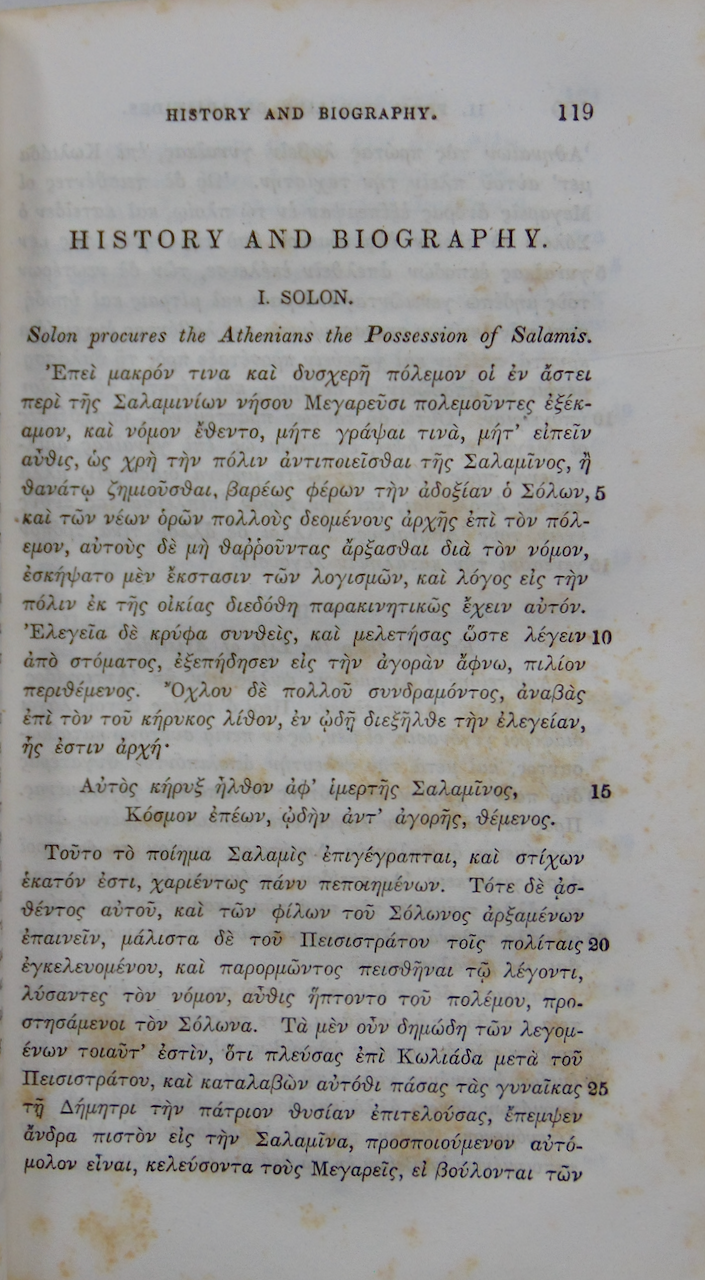 HISTORY AND BIOGRAPHY. 119
HISTORY AND BIOGRAPHY.
I. SOLON.
Solon procures the Athenians the Possession of Salamis.
Ἐπεὶ μακρόν τινα καὶ δυσχερῆ πόλεμον οἱ ἐν ἄστει
περὶ τῆς Σαλαμινίων νήσου Μεγαρεῦσι πολεμοῦντες ἐξέκ-
αμον, καὶ νόμον ἔθεντο, μήτε γράψαι τινὰ, μήτ' εἰπεῖν
αὖθις, ὡς χρὴ τὴν πόλιν ἀντιποιεῖσθαι τῆς Σαλαμῖνος, ἢ
θανάτῳ ζημιοῦσθαι, βαρέως φέρων τὴν ἀδοξίαν ὁ Σόλων, 5
καὶ τῶν νέων ὁρῶν πολλοὺς δεομένους ἀρχῆς ἐπὶ τὸν πόλ-
εμον, αὐτοὺς δὲ μὴ θαῤῥοῦντας ἄρξασθαι διὰ τὸν νόμον,
ἐσκήψατο μὲν ἔκστασιν τῶν λογισμῶν, καὶ λόγος εἰς τὴν
πόλιν ἐκ τῆς οἰκίας διεδόθη παρακινητικῶς ἔχειν αὐτόν.
Ἐλεγεῖα δὲ κρύφα συνθεὶς, καὶ μελετήσας ὥστε λέγειν 10
ἀπὸ στόματος, ἐξεπήδησεν εἰς τὴν ἀγορὰν ἄφνω, πιλίον
περιθέμενος. Ὄχλου δὲ πολλοῦ συνδραμόντος, ἀναβὰς
ἐπὶ τὸν τοῦ κήρυκος λίθον, ἐν ᾠδῇ διεξῆλθε τὴν ἐλεγείαν,
ἧς ἐστιν ἀρχή·
Αὐτὸς κῆρυξ ἦλθον ἀφ' ἱμερτῆς Σαλαμῖνος, 15
Κόσμον ἐπέων, ᾠδὴν ἀντ' ἀγορῆς, θέμενος.
Τοῦτο τὸ ποίημα Σαλαμὶς ἐπιγέγραπται, καὶ στίχων
ἑκατόν ἐστι, χαριέντως πάνυ πεποιημένων. Τότε δὲ ᾀσ-
θέντος αὐτοῦ, καὶ τῶν φίλων τοῦ Σόλωνος ἀρξαμένων
ἐπαινεῖν, μάλιστα δὲ τοῦ Πεισιστράτου τοῖς πολίταις 20
ἐγκελευομένου, καὶ παρορμῶντος πεισθῆναι τῷ λέγοντι,
λύσαντες τὸν νόμον, αὖθις ἥπτοντο τοῦ πολέμου, προ-
στησάμενοι τὸν Σόλωνα. Τὰ μὲν οὖν δημώδη τῶν λεγομ-
ένων τοιαῦτ' ἐστὶν, ὅτι πλεύσας ἐπὶ Κωλιάδα μετὰ τοῦ
Πεισιστράτου, καὶ καταλαβὼν αὐτόθι πάσας τὰς γυναῖκας 25
τῇ Δήμητρι τὴν πάτριον θυσίαν ἐπιτελούσας, ἔπεμψεν
ἄνδρα πιστὸν εἰς τὴν Σαλαμῖνα, προσποιούμενον αὐτό-
μολον εἶναι, κελεύσοντα τοὺς Μεγαρεῖς, εἰ βούλονται τῶν